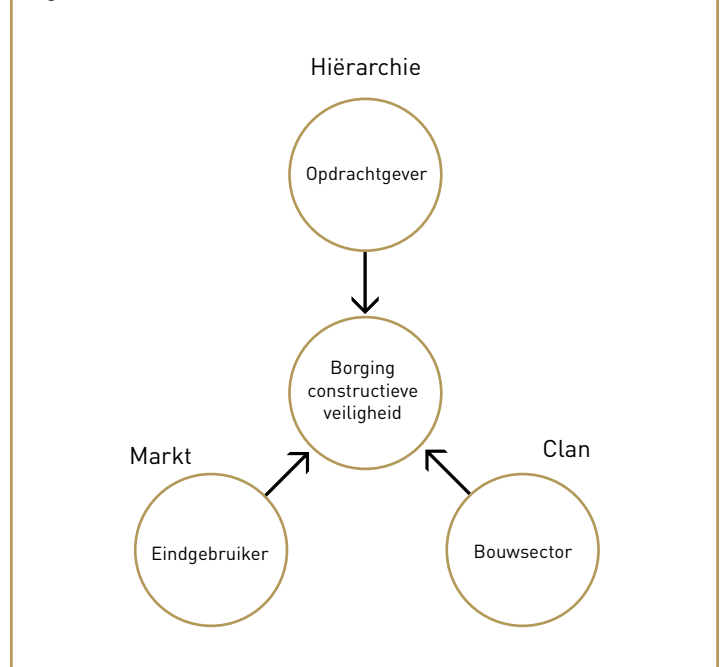 Hiërarchie
Opdrachtgever
Borging
constructieve
veiligheid
Markt
Clan
Eindgebruiker
Bouwsector